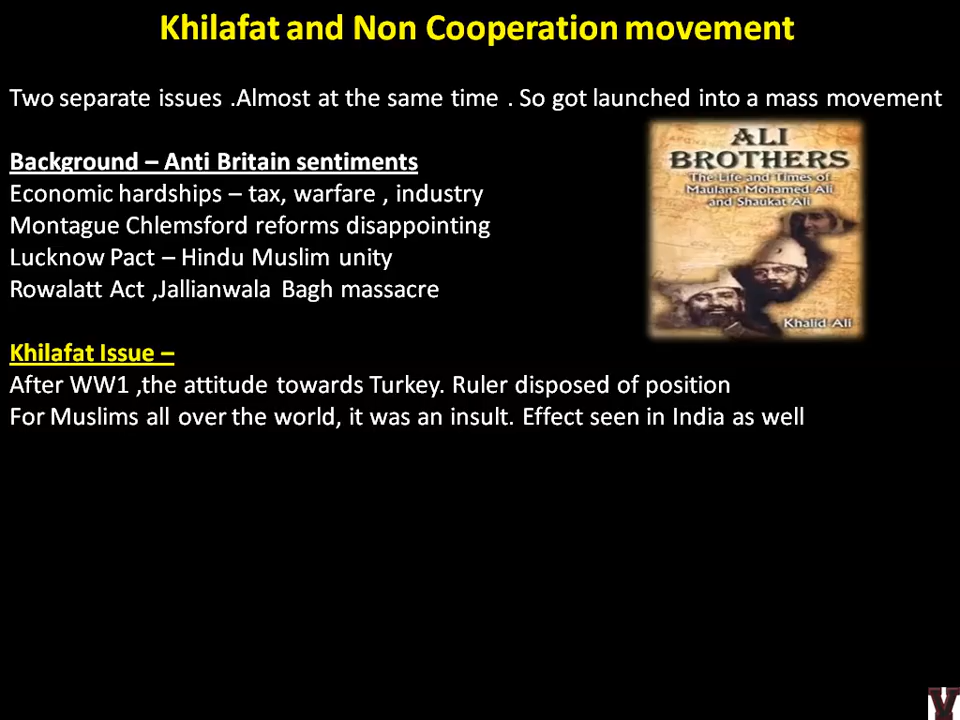 Khilafat and Non Cooperation movement
Two separate issues .Almost at the same time . So got launched into a mass movement
Background – Anti Britain sentiments
Economic hardships – tax, warfare , industry
Montague Chlemsford reforms disappointing
Lucknow Pact – Hindu Muslim unity
Rowalatt Act ,Jallianwala Bagh massacre
ALI
BROTHERS
The Life and Times of
Maulana Mohamed Ali
and Shaukat Ali
Khalid Ali
Khilafat Issue –
After WW1 ,the attitude towards Turkey. Ruler disposed of position
For Muslims all over the world, it was an insult. Effect seen in India as well
V